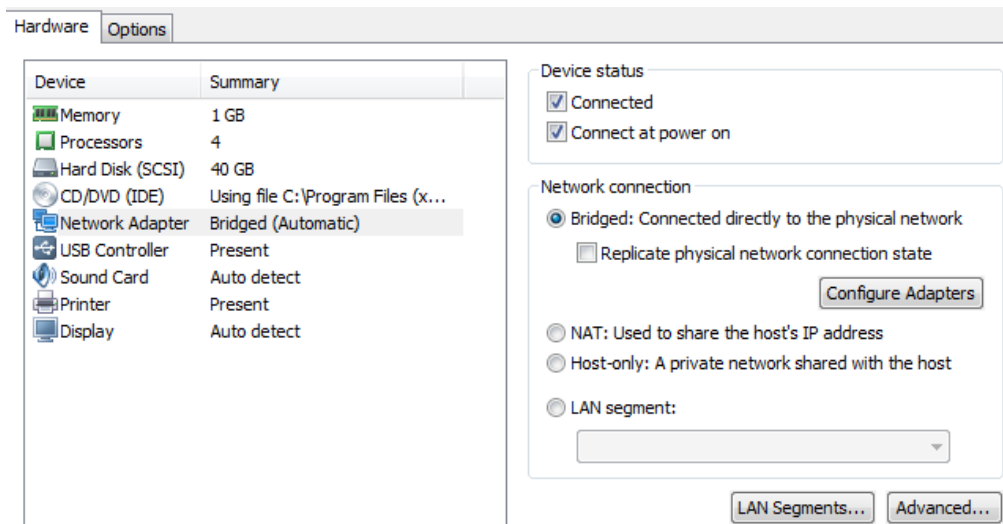 Hardware
Options
Device Summary
Memory 1 GB
Processors 4
Hard Disk (SCSI) 40 GB
CD/DVD (IDE) Using file C:\Program Files (x...
Network Adapter Bridged (Automatic)
USB Controller Present
Sound Card Auto detect
Printer Present
Display Auto detect
Device status
Connected
Connect at power on
Network connection
Bridged: Connected directly to the physical network
Replicate physical network connection state
Configure Adapters
NAT: Used to share the host's IP address
Host-only: A private network shared with the host
LAN segment:
LAN Segments... Advanced...